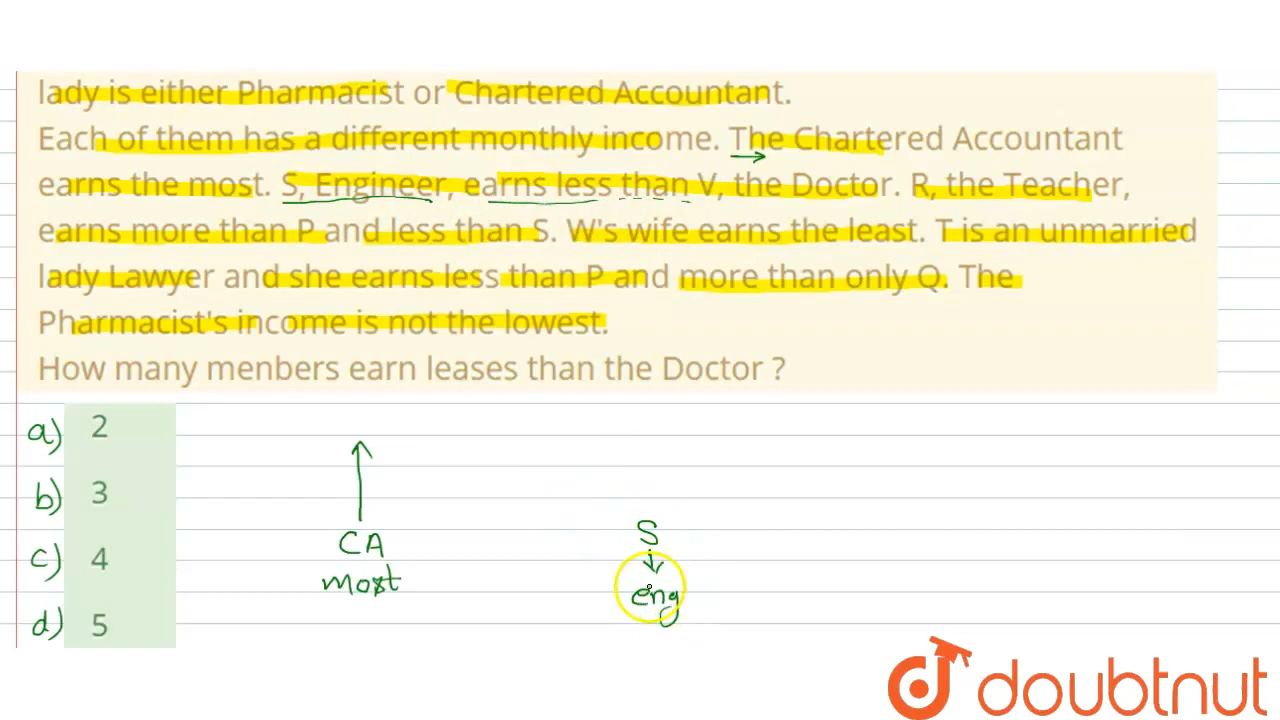 lady is either Pharmacist or Chartered Accountant.
Each of them has a different monthly income. The Chartered Accountant
earns the most. S, Engineer, earns less than V, the Doctor. R, the Teacher,
earns more than P and less than S. W's wife earns the least. T is an unmarried
lady Lawyer and she earns less than P and more than only Q. The
Pharmacist's income is not the lowest.
How many menbers earn leases than the Doctor ?
a) 2
b) 3
c) 4
d) 5
CA
most
S
eng
doubtnut